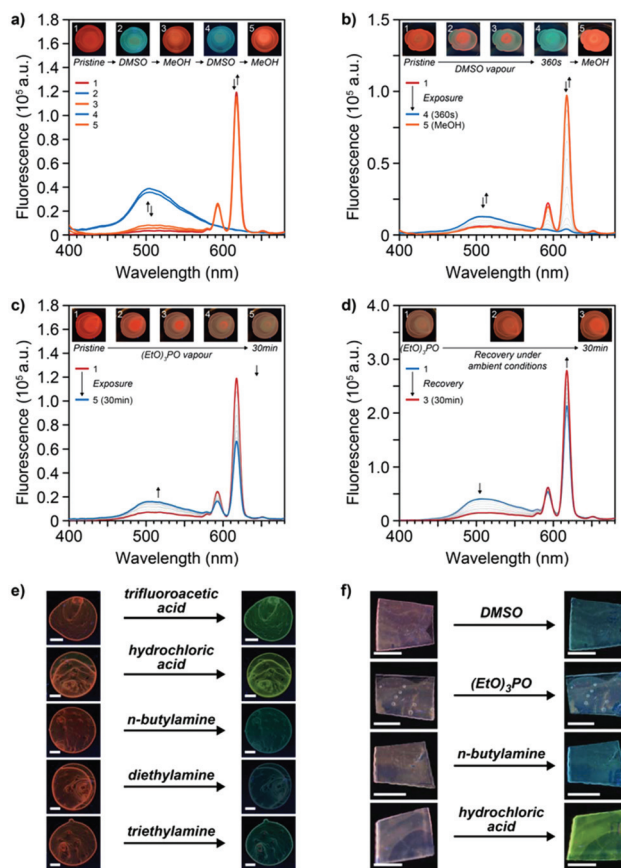 a)
1 2 3 4 5
Pristine → DMSO → MeOH → DMSO → MeOH
1
2
3
4
5
Fluorescence (10⁵ a.u.)
1.8
1.6
1.4
1.2
1.0
0.8
0.6
0.4
0.2
0
400 500 600
Wavelength (nm)
b)
1 2 3 4 5
Pristine 360s → MeOH
DMSO vapour
1
Exposure
4 (360s)
5 (MeOH)
Fluorescence (10⁵ a.u.)
1.5
1.0
0.5
0
400 500 600
Wavelength (nm)
c)
1 2 3 4 5
Pristine 30min
(EtO)₃PO vapour
1
Exposure
5 (30min)
Fluorescence (10⁵ a.u.)
1.8
1.6
1.4
1.2
1.0
0.8
0.6
0.4
0.2
0
400 500 600
Wavelength (nm)
d)
1 2 3
(EtO)₃PO 30min
Recovery under
ambient conditions
1
Recovery
3 (30min)
Fluorescence (10⁵ a.u.)
4.0
3.0
2.0
1.0
0
400 500 600
Wavelength (nm)
e)
trifluoroacetic
acid
hydrochloric
acid
n-butylamine
diethylamine
triethylamine
f)
DMSO
(EtO)₃PO
n-butylamine
hydrochloric
acid